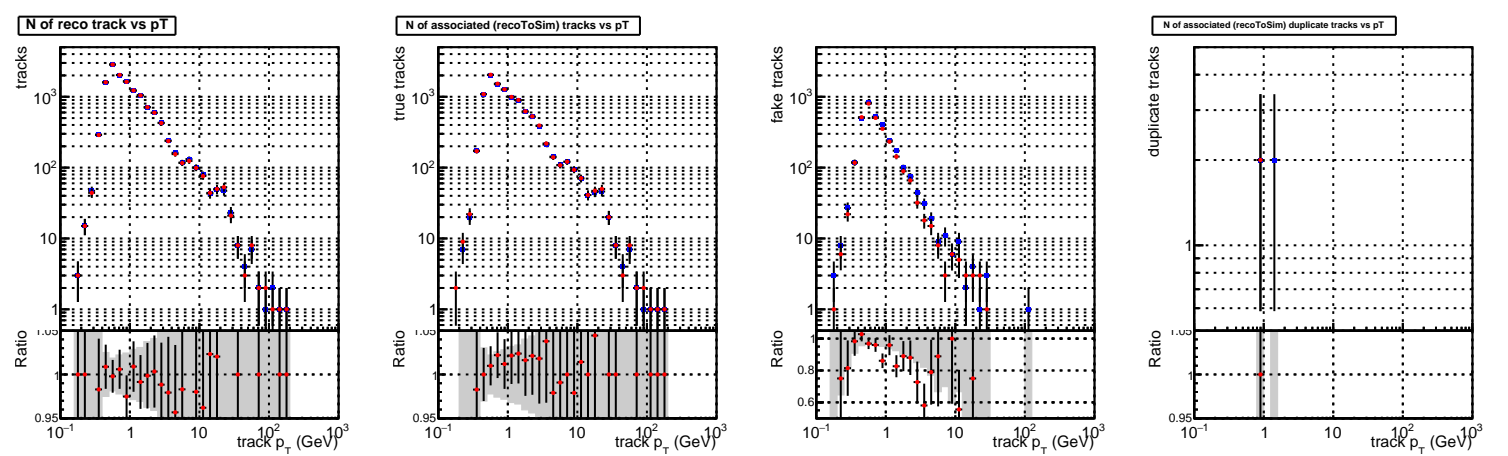 N of reco track vs pT
N of associated (recoToSim) tracks vs pT
N of associated (recoToSim) duplicate tracks vs pT
tracks
10³
10²
10
1
Ratio
1.05
1
0.95
10⁻¹ 1 10 10² 10³
track p_T (GeV)
true tracks
10³
10²
10
1
Ratio
1.05
1
0.95
10⁻¹ 1 10 10² 10³
track p_T (GeV)
fake tracks
10³
10²
10
1
Ratio
1
0.8
0.6
10⁻¹ 1 10 10² 10³
track p_T (GeV)
duplicate tracks
1
Ratio
1.05
1
0.95
10⁻¹ 1 10 10² 10³
track p_T (GeV)